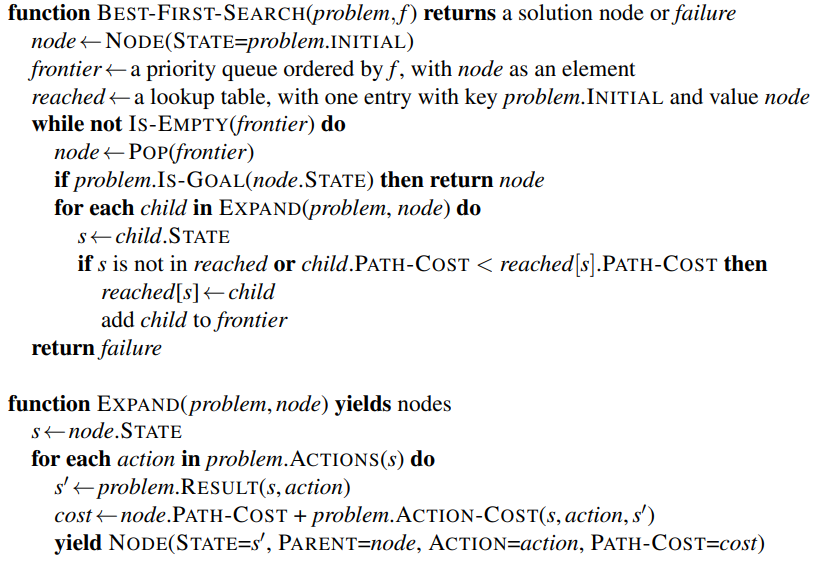 function BEST-FIRST-SEARCH(problem,f) returns a solution node or failure
node←NODE(STATE=problem.INITIAL)
frontier←a priority queue ordered by f, with node as an element
reached←a lookup table, with one entry with key problem.INITIAL and value node
while not IS-EMPTY(frontier) do
node←POP(frontier)
if problem.IS-GOAL(node.STATE) then return node
for each child in EXPAND(problem, node) do
s←child.STATE
if s is not in reached or child.PATH-COST < reached[s].PATH-COST then
reached[s]←child
add child to frontier
return failure
function EXPAND(problem, node) yields nodes
s←node.STATE
for each action in problem.ACTIONS(s) do
s′←problem.RESULT(s, action)
cost←node.PATH-COST + problem.ACTION-COST(s, action, s′)
yield NODE(STATE=s′, PARENT=node, ACTION=action, PATH-COST=cost)